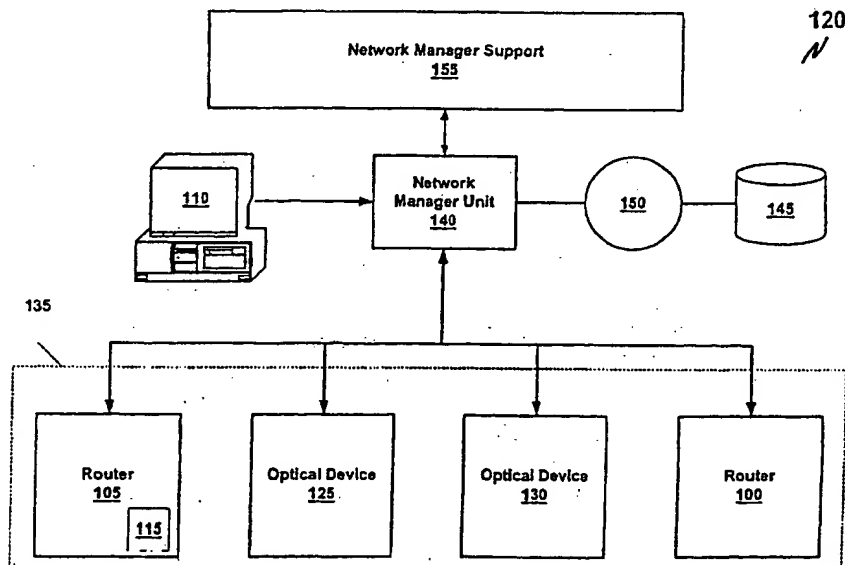 120
Network Manager Support
155
110
Network
Manager Unit
140
150
145
135
Router
105
115
Optical Device
125
Optical Device
130
Router
100